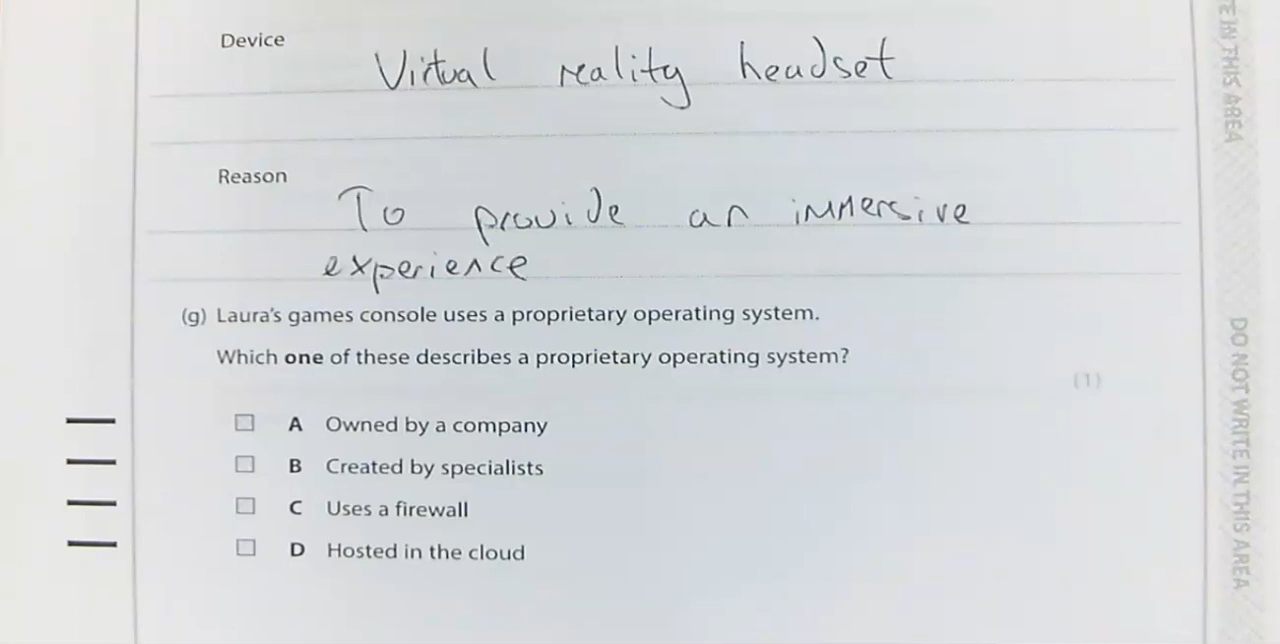 Device
Virtual reality headset
Reason
To provide an immersive
experience
(g) Laura's games console uses a proprietary operating system.
Which one of these describes a proprietary operating system?
(1)
A Owned by a company
B Created by specialists
C Uses a firewall
D Hosted in the cloud
TE IN THIS AREA
DO NOT WRITE IN THIS AREA